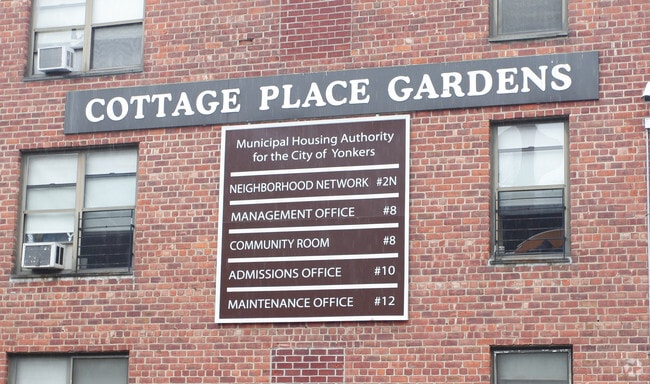 COTTAGE PLACE GARDENS
Municipal Housing Authority
for the City of Yonkers
NEIGHBORHOOD NETWORK #2N
MANAGEMENT OFFICE #8
COMMUNITY ROOM #8
ADMISSIONS OFFICE #10
MAINTENANCE OFFICE #12